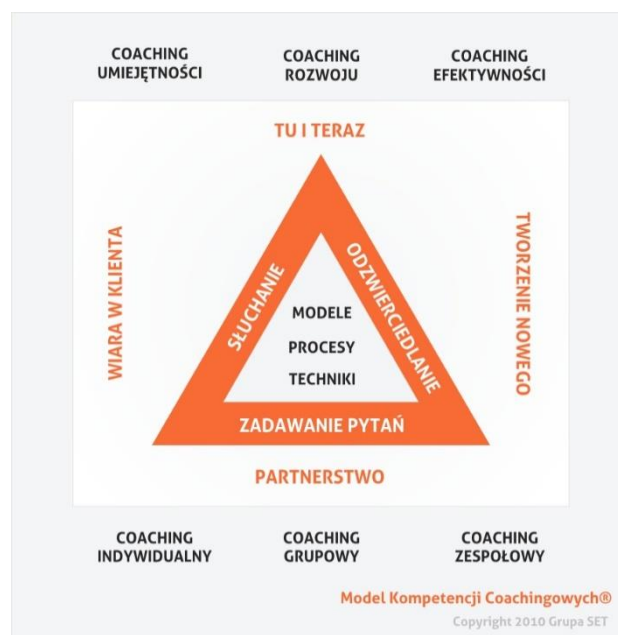 COACHING
UMIEJĘTNOŚCI
COACHING
ROZWOJU
COACHING
EFEKTYWNOŚCI
TU I TERAZ
WIARA W KLIENTA
SŁUCHANIE
ODZWIERCIEDLANIE
TWORZENIE NOWEGO
MODELE
PROCESY
TECHNIKI
ZADAWANIE PYTAŃ
PARTNERSTWO
COACHING
INDYWIDUALNY
COACHING
GRUPOWY
COACHING
ZESPOŁOWY
Model Kompetencji Coachingowych®
Copyright 2010 Grupa SET